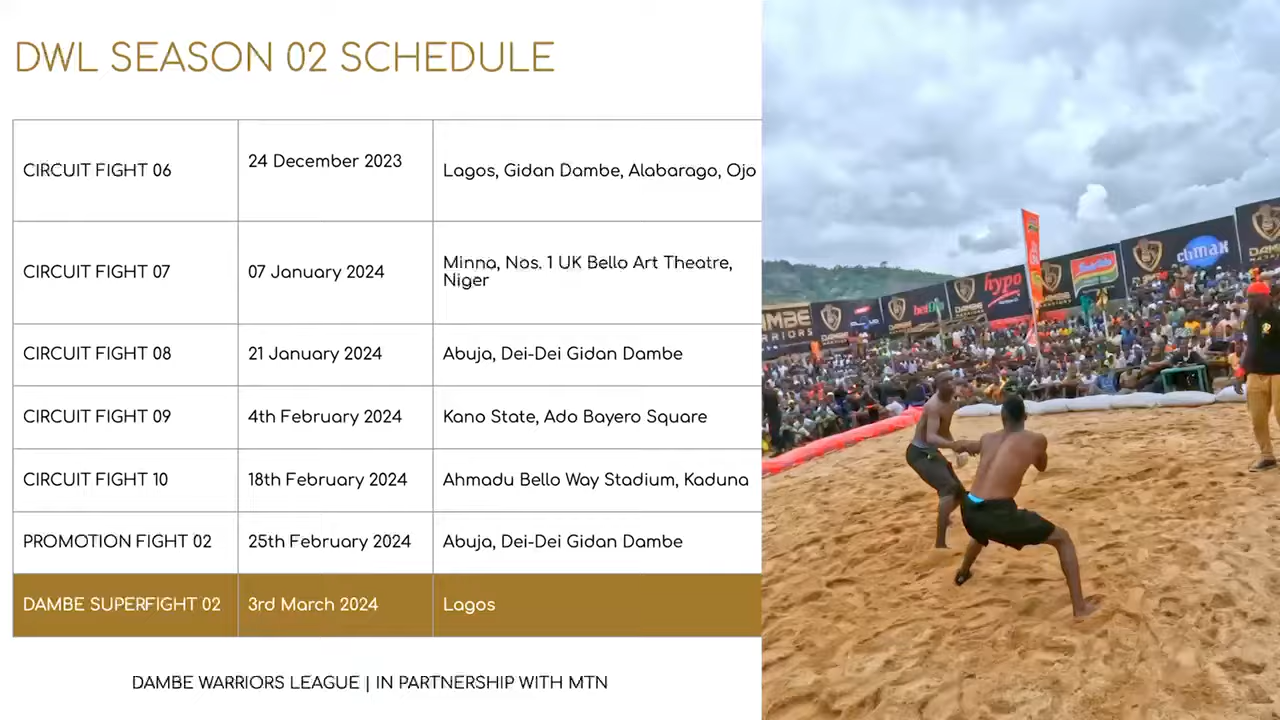 DWL SEASON 02 SCHEDULE
CIRCUIT FIGHT 06
24 December 2023
Lagos, Gidan Dambe, Alabarago, Ojo
CIRCUIT FIGHT 07
07 January 2024
Minna, Nos. 1 UK Bello Art Theatre,
Niger
CIRCUIT FIGHT 08
21 January 2024
Abuja, Dei-Dei Gidan Dambe
CIRCUIT FIGHT 09
4th February 2024
Kano State, Ado Bayero Square
CIRCUIT FIGHT 10
18th February 2024
Ahmadu Bello Way Stadium, Kaduna
PROMOTION FIGHT 02
25th February 2024
Abuja, Dei-Dei Gidan Dambe
DAMBE SUPERFIGHT 02
3rd March 2024
Lagos
DAMBE WARRIORS LEAGUE | IN PARTNERSHIP WITH MTN
hypo
climax